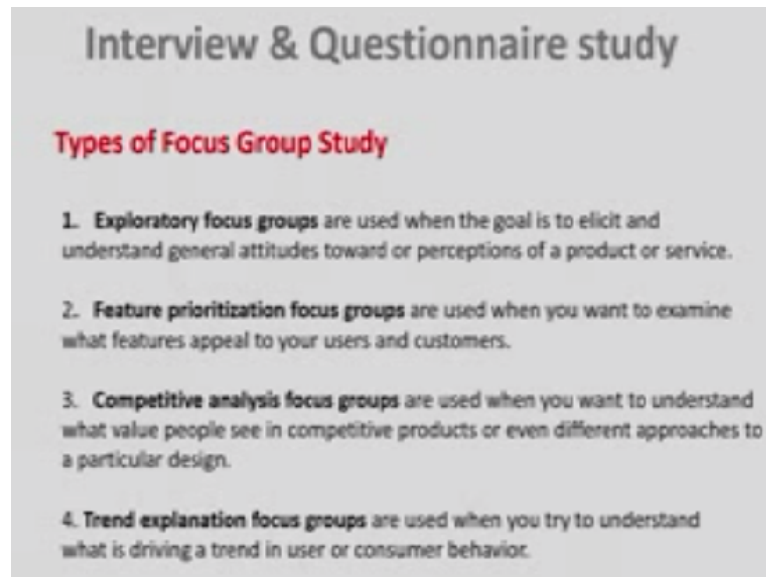 Interview & Questionnaire study
Types of Focus Group Study
1. Exploratory focus groups are used when the goal is to elicit and
understand general attitudes toward or perceptions of a product or service.
2. Feature prioritization focus groups are used when you want to examine
what features appeal to your users and customers.
3. Competitive analysis focus groups are used when you want to understand
what value people see in competitive products or even different approaches to
a particular design.
4. Trend explanation focus groups are used when you try to understand
what is driving a trend in user or consumer behavior.